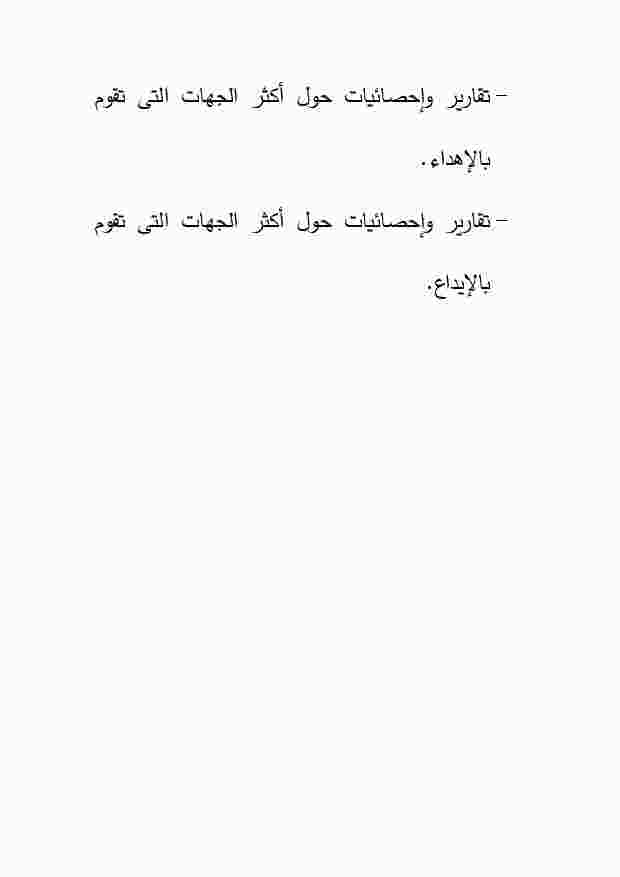 - تقارير وإحصائيات حول أكثر الجهات التى تقوم
بالإهداء.
- تقارير وإحصائيات حول أكثر الجهات التى تقوم
بالإيداع.